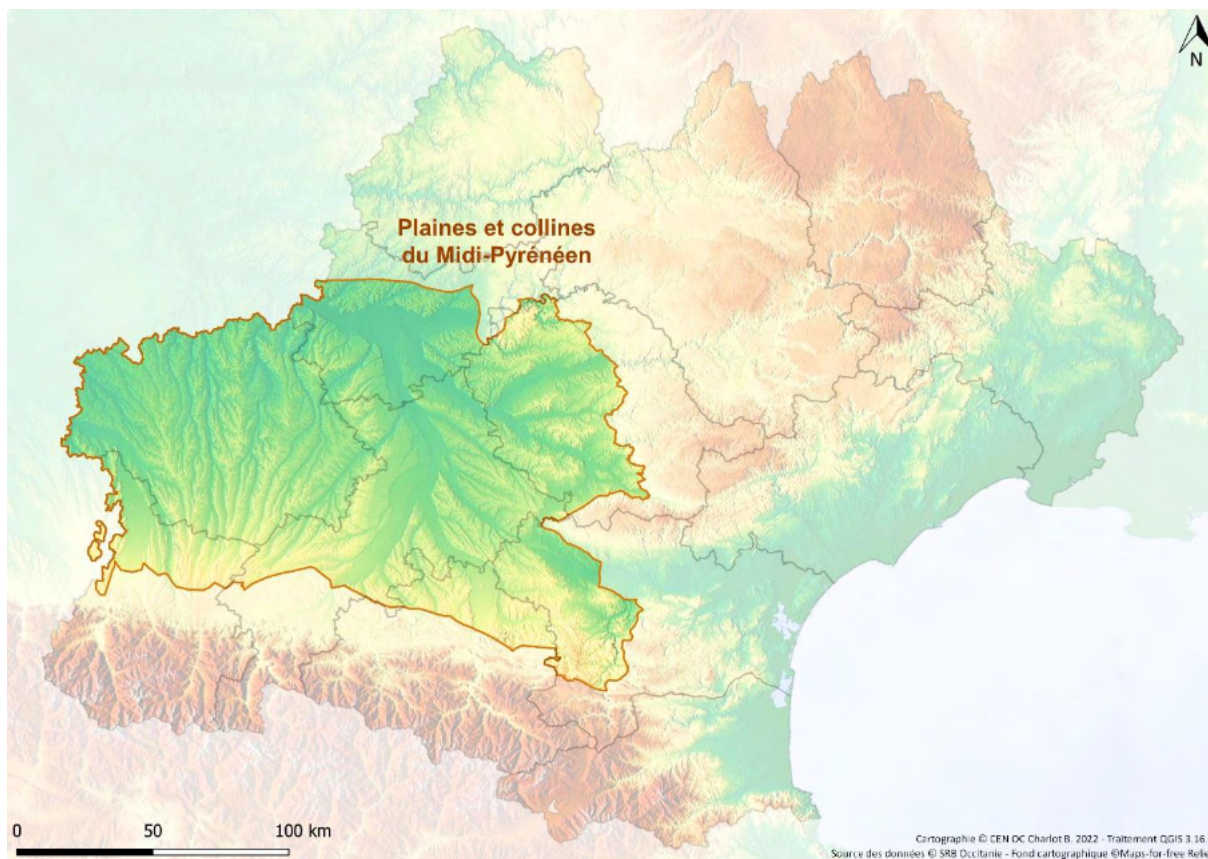 N
Plaines et collines
du Midi-Pyrénéen
0 50 100 km
Cartographie © CEN OC Charlot B. 2022 - Traitement QGIS 3.16
Source des données © SRB Occitanie - Fond cartographique ©Maps-for-free Relie